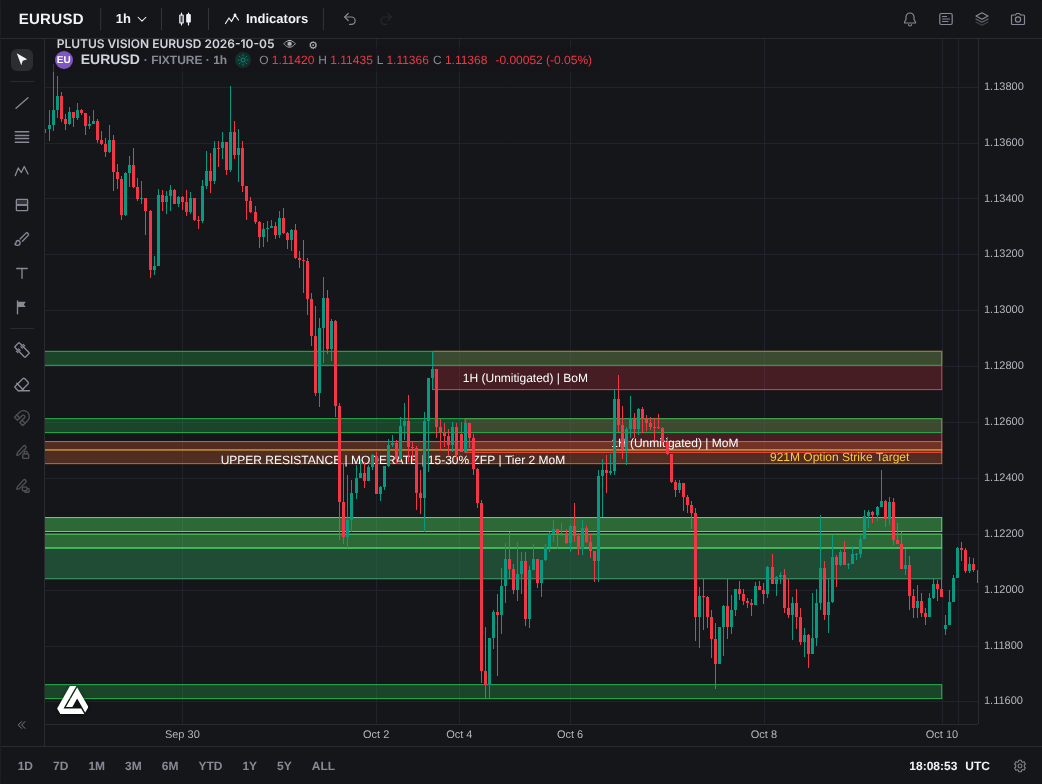 EURUSD 1h Indicators
PLUTUS VISION EURUSD 2026-10-05
EU EURUSD · FIXTURE · 1h O 1.11420 H 1.11435 L 1.11366 C 1.11368 -0.00052 (-0.05%)
1.13800
1.13600
1.13400
1.13200
1.13000
1.12800
1H (Unmitigated) | BoM
1.12600
1H (Unmitigated) | MoM
UPPER RESISTANCE | MODERATE | 15-30% ZFP | Tier 2 MoM
921M Option Strike Target
1.12400
1.12200
1.12000
1.11800
1.11600
Sep 30 Oct 2 Oct 4 Oct 6 Oct 8 Oct 10
1D 7D 1M 3M 6M YTD 1Y 5Y ALL 18:08:53 UTC